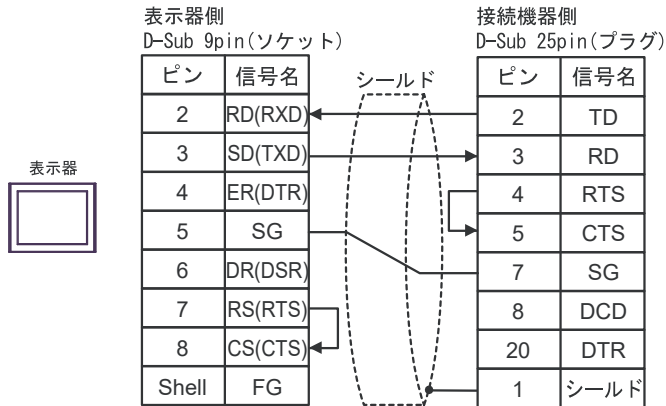 表示器側
D-Sub 9pin(ソケット)
接続機器側
D-Sub 25pin(プラグ)
表示器
シールド
ピン 信号名
2 RD(RXD)
3 SD(TXD)
4 ER(DTR)
5 SG
6 DR(DSR)
7 RS(RTS)
8 CS(CTS)
Shell FG
ピン 信号名
2 TD
3 RD
4 RTS
5 CTS
7 SG
8 DCD
20 DTR
1 シールド